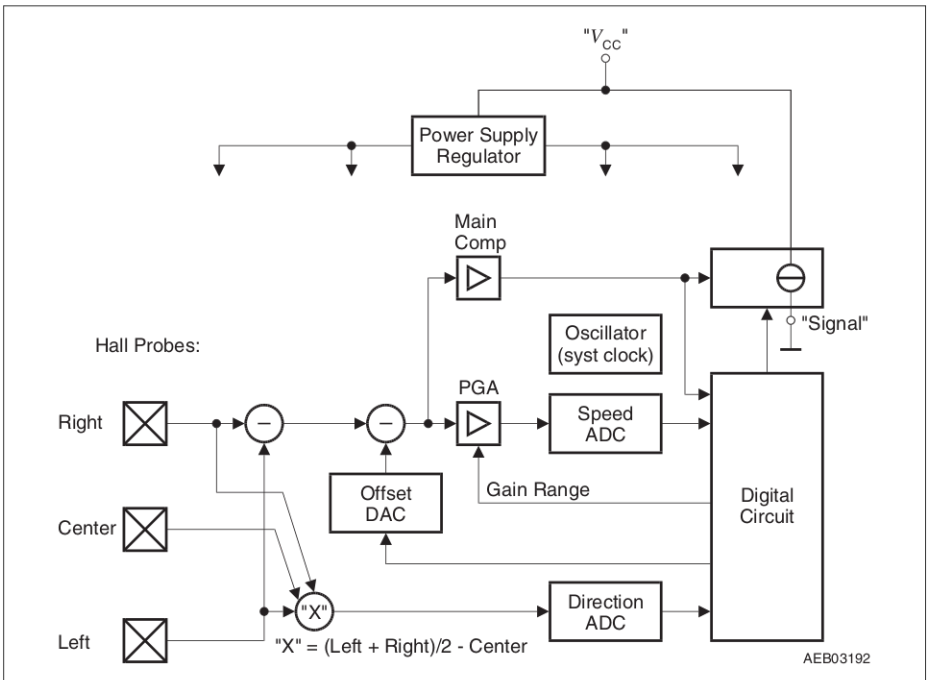 "VCC"
Power Supply
Regulator
Main
Comp
"Signal"
Oscillator
(syst clock)
Hall Probes:
PGA
Right
−
−
Speed
ADC
Offset
DAC
Gain Range
Digital
Circuit
Center
"X"
Direction
ADC
Left
"X" = (Left + Right)/2 - Center
AEB03192